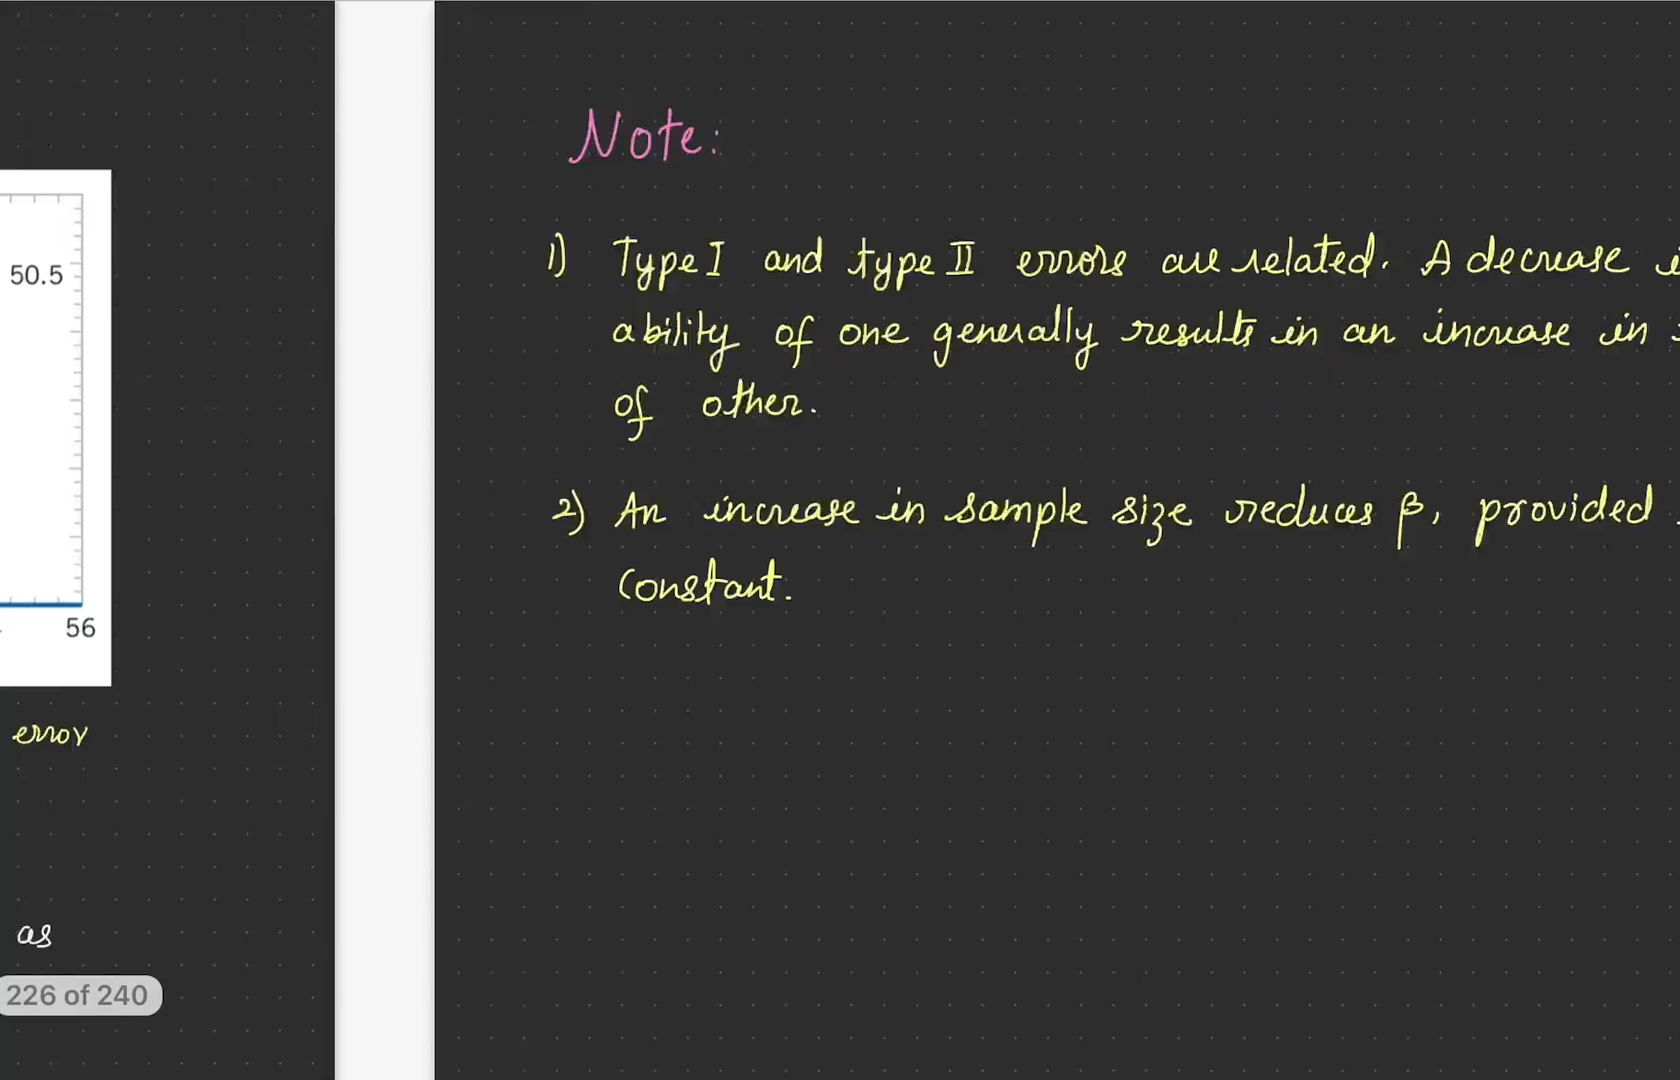 50.5
56
error
as
226 of 240
Note:
1) Type I and type II errors are related. A decrease
ability of one generally results in an increase in
of other.
2) An increase in sample size reduces β, provided
constant.